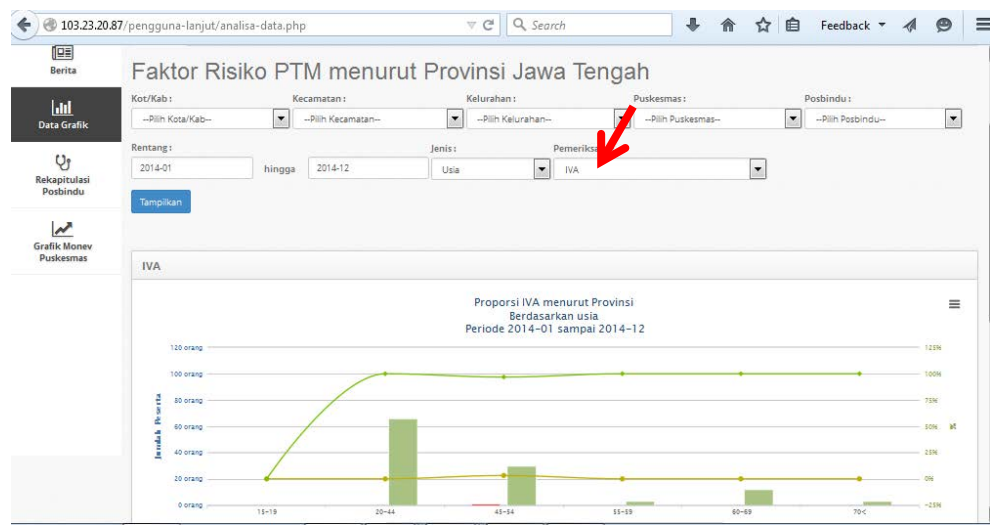 103.23.20.87/pengguna-lanjut/analisa-data.php
Search
Feedback
Berita
Data Grafik
Rekapitulasi
Posbindu
Grafik Monev
Puskesmas
Faktor Risiko PTM menurut Provinsi Jawa Tengah
Kot/Kab : Kecamatan : Kelurahan : Puskesmas : Posbindu :
--Pilih Kota/Kab-- --Pilih Kecamatan-- --Pilih Kelurahan-- --Pilih Puskesmas-- --Pilih Posbindu--
Rentang : Jenis : Pemeriksa
2014-01 hingga 2014-12 Usia IVA
Tampilkan
IVA
Proporsi IVA menurut Provinsi
Berdasarkan usia
Periode 2014-01 sampai 2014-12
120 orang 125%
100 orang 100%
80 orang 75%
60 orang 50%
40 orang 25%
20 orang 0%
0 orang -25%
Jumlah Peserta
%
15-19 20-44 45-54 55-59 60-69 70-<